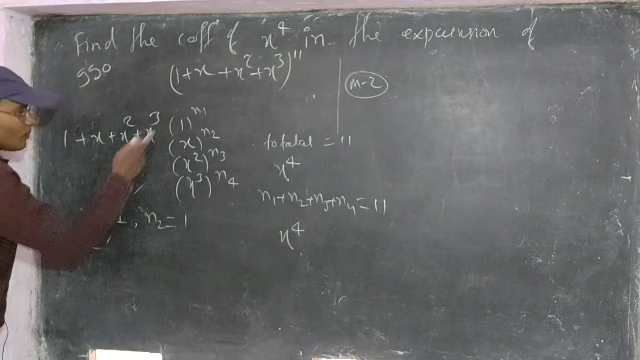 Find the coff of x⁴ in the expansion of
550 (1+x+x²+x³)¹¹
m-2
1+x+x²+x³
(1)ⁿ¹
(x)ⁿ²
(x²)ⁿ³
(x³)ⁿ⁴
total = 11
x⁴
n₁+n₂+n₃+n₄=11
x⁴
, n₂=1